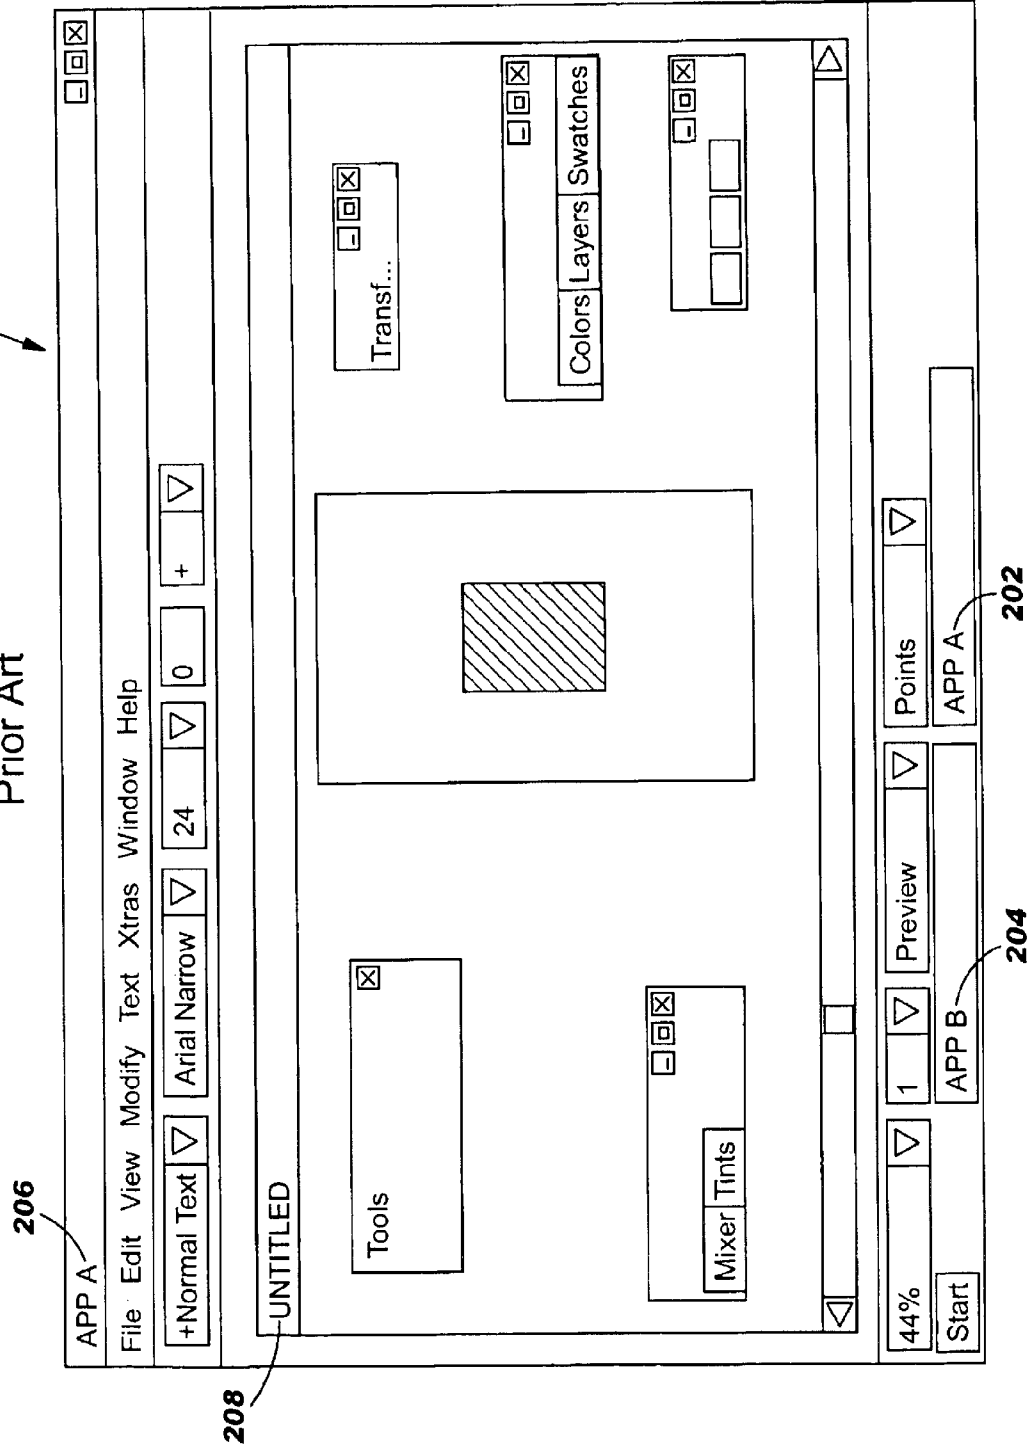 Prior Art
206
APP A
File Edit View Modify Text Xtras Window Help
+Normal Text Arial Narrow 24 0 +
208
UNTITLED
Tools
Transf...
Colors Layers Swatches
Mixer Tints
44% 1 Preview Points
Start APP B APP A
204 202